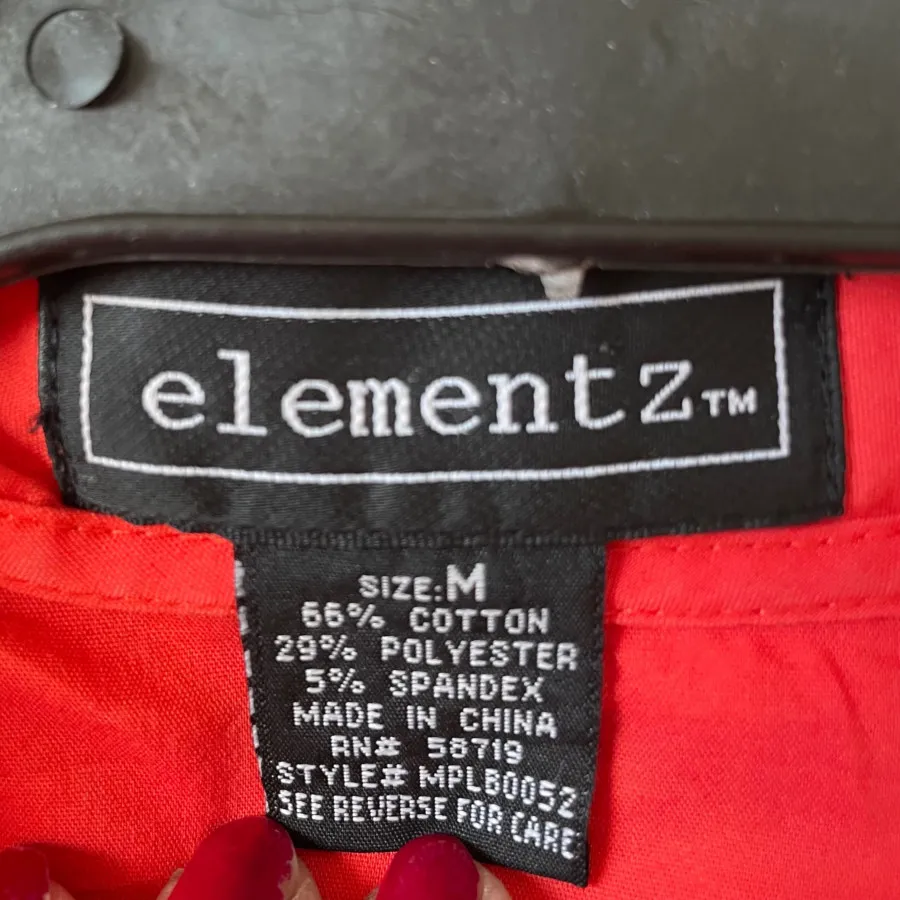 elementz™
SIZE: M
66% COTTON
29% POLYESTER
5% SPANDEX
MADE IN CHINA
RN# 58719
STYLE# MPLB0052
SEE REVERSE FOR CARE